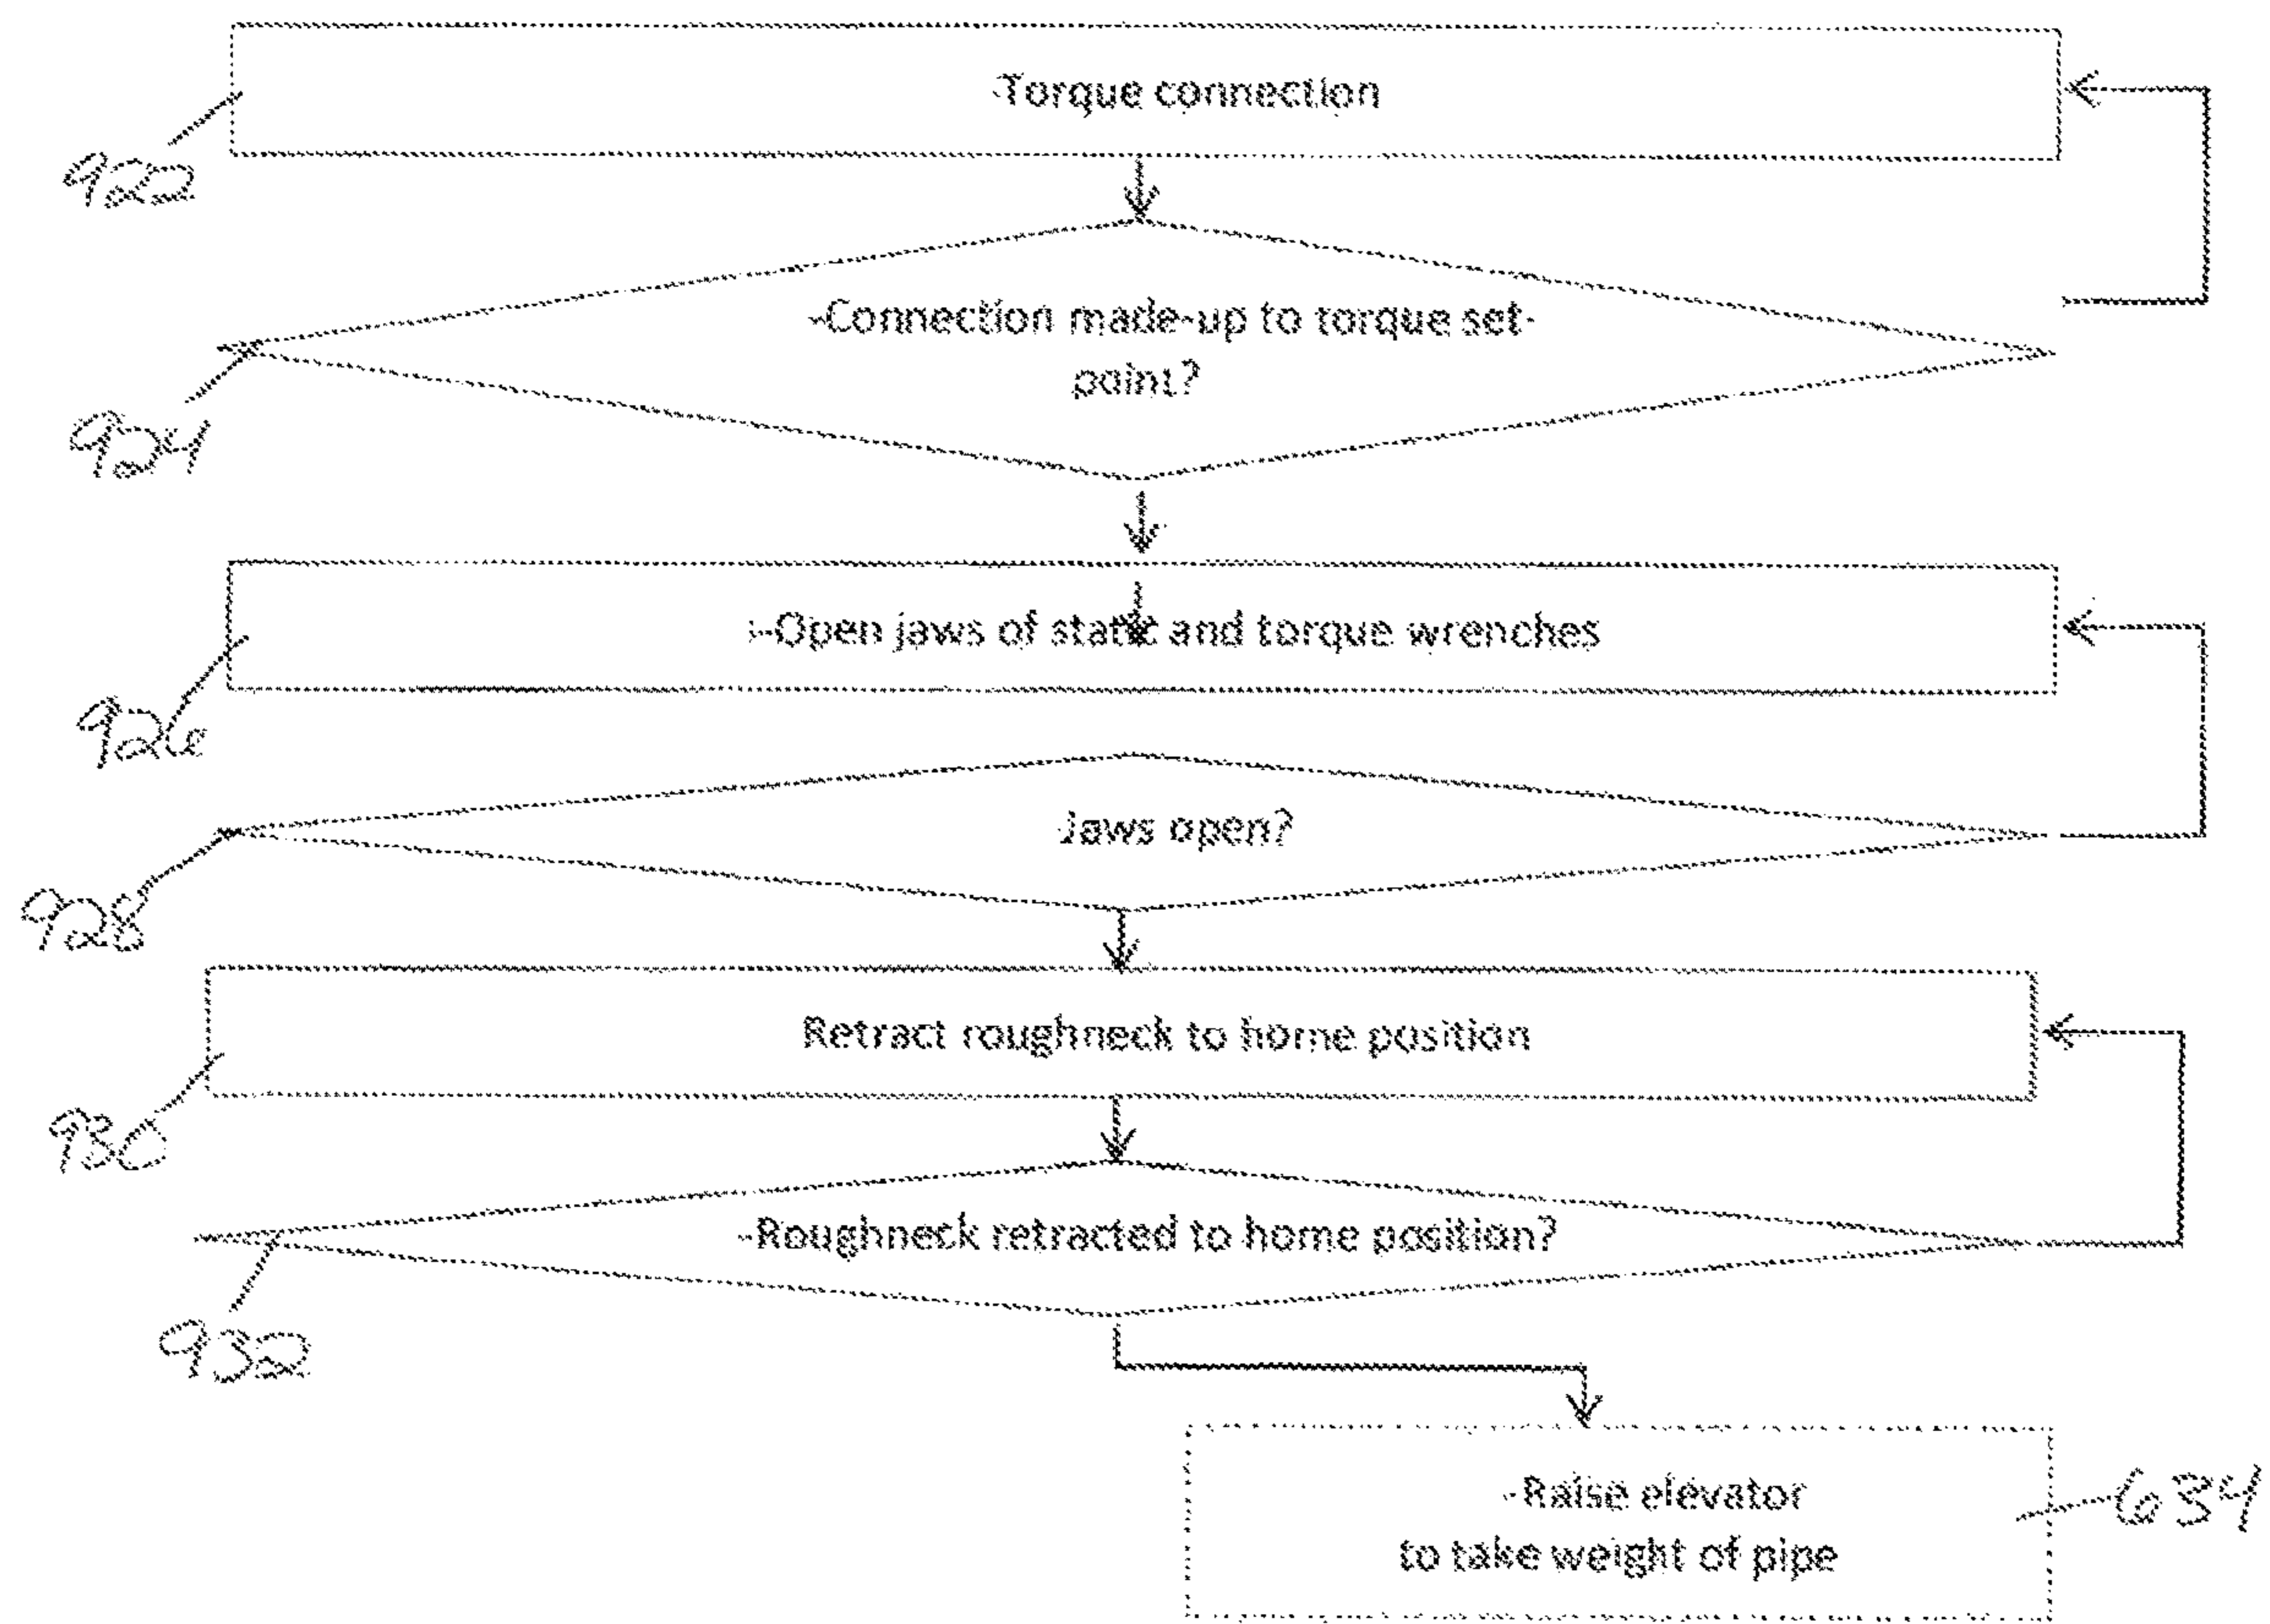 -Torque connection
922
-Connection made-up to torque set-
point?
924
-Open jaws of static and torque wrenches
926
Jaws open?
928
Retract roughneck to home position
930
-Roughneck retracted to home position?
932
-Raise elevator
634
to take weight of pipe